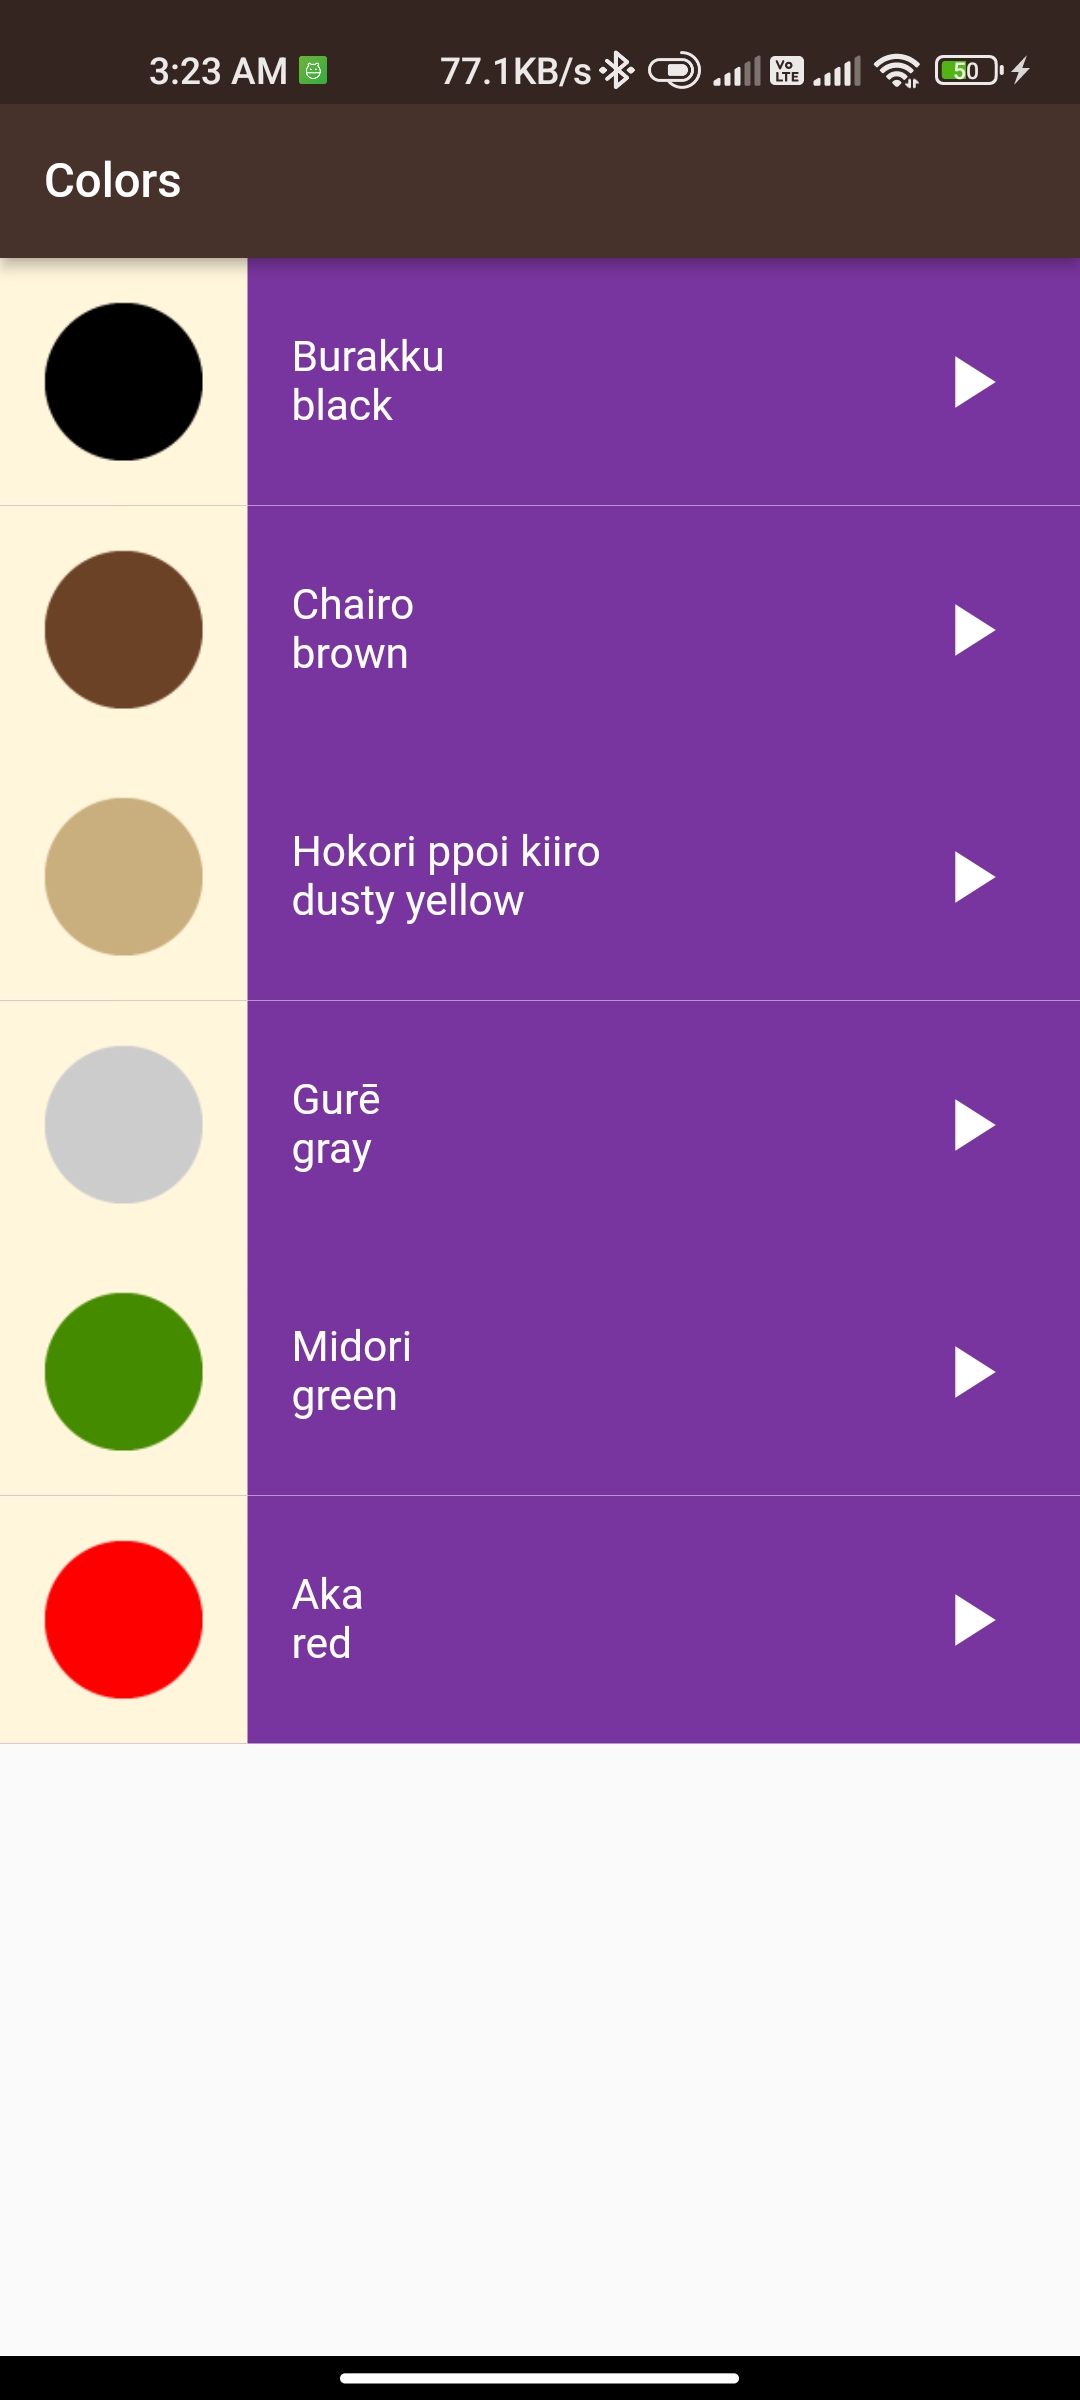 3:23 AM 77.1KB/s Vo LTE 50
Colors
Burakku
black
Chairo
brown
Hokori ppoi kiiro
dusty yellow
Gurē
gray
Midori
green
Aka
red